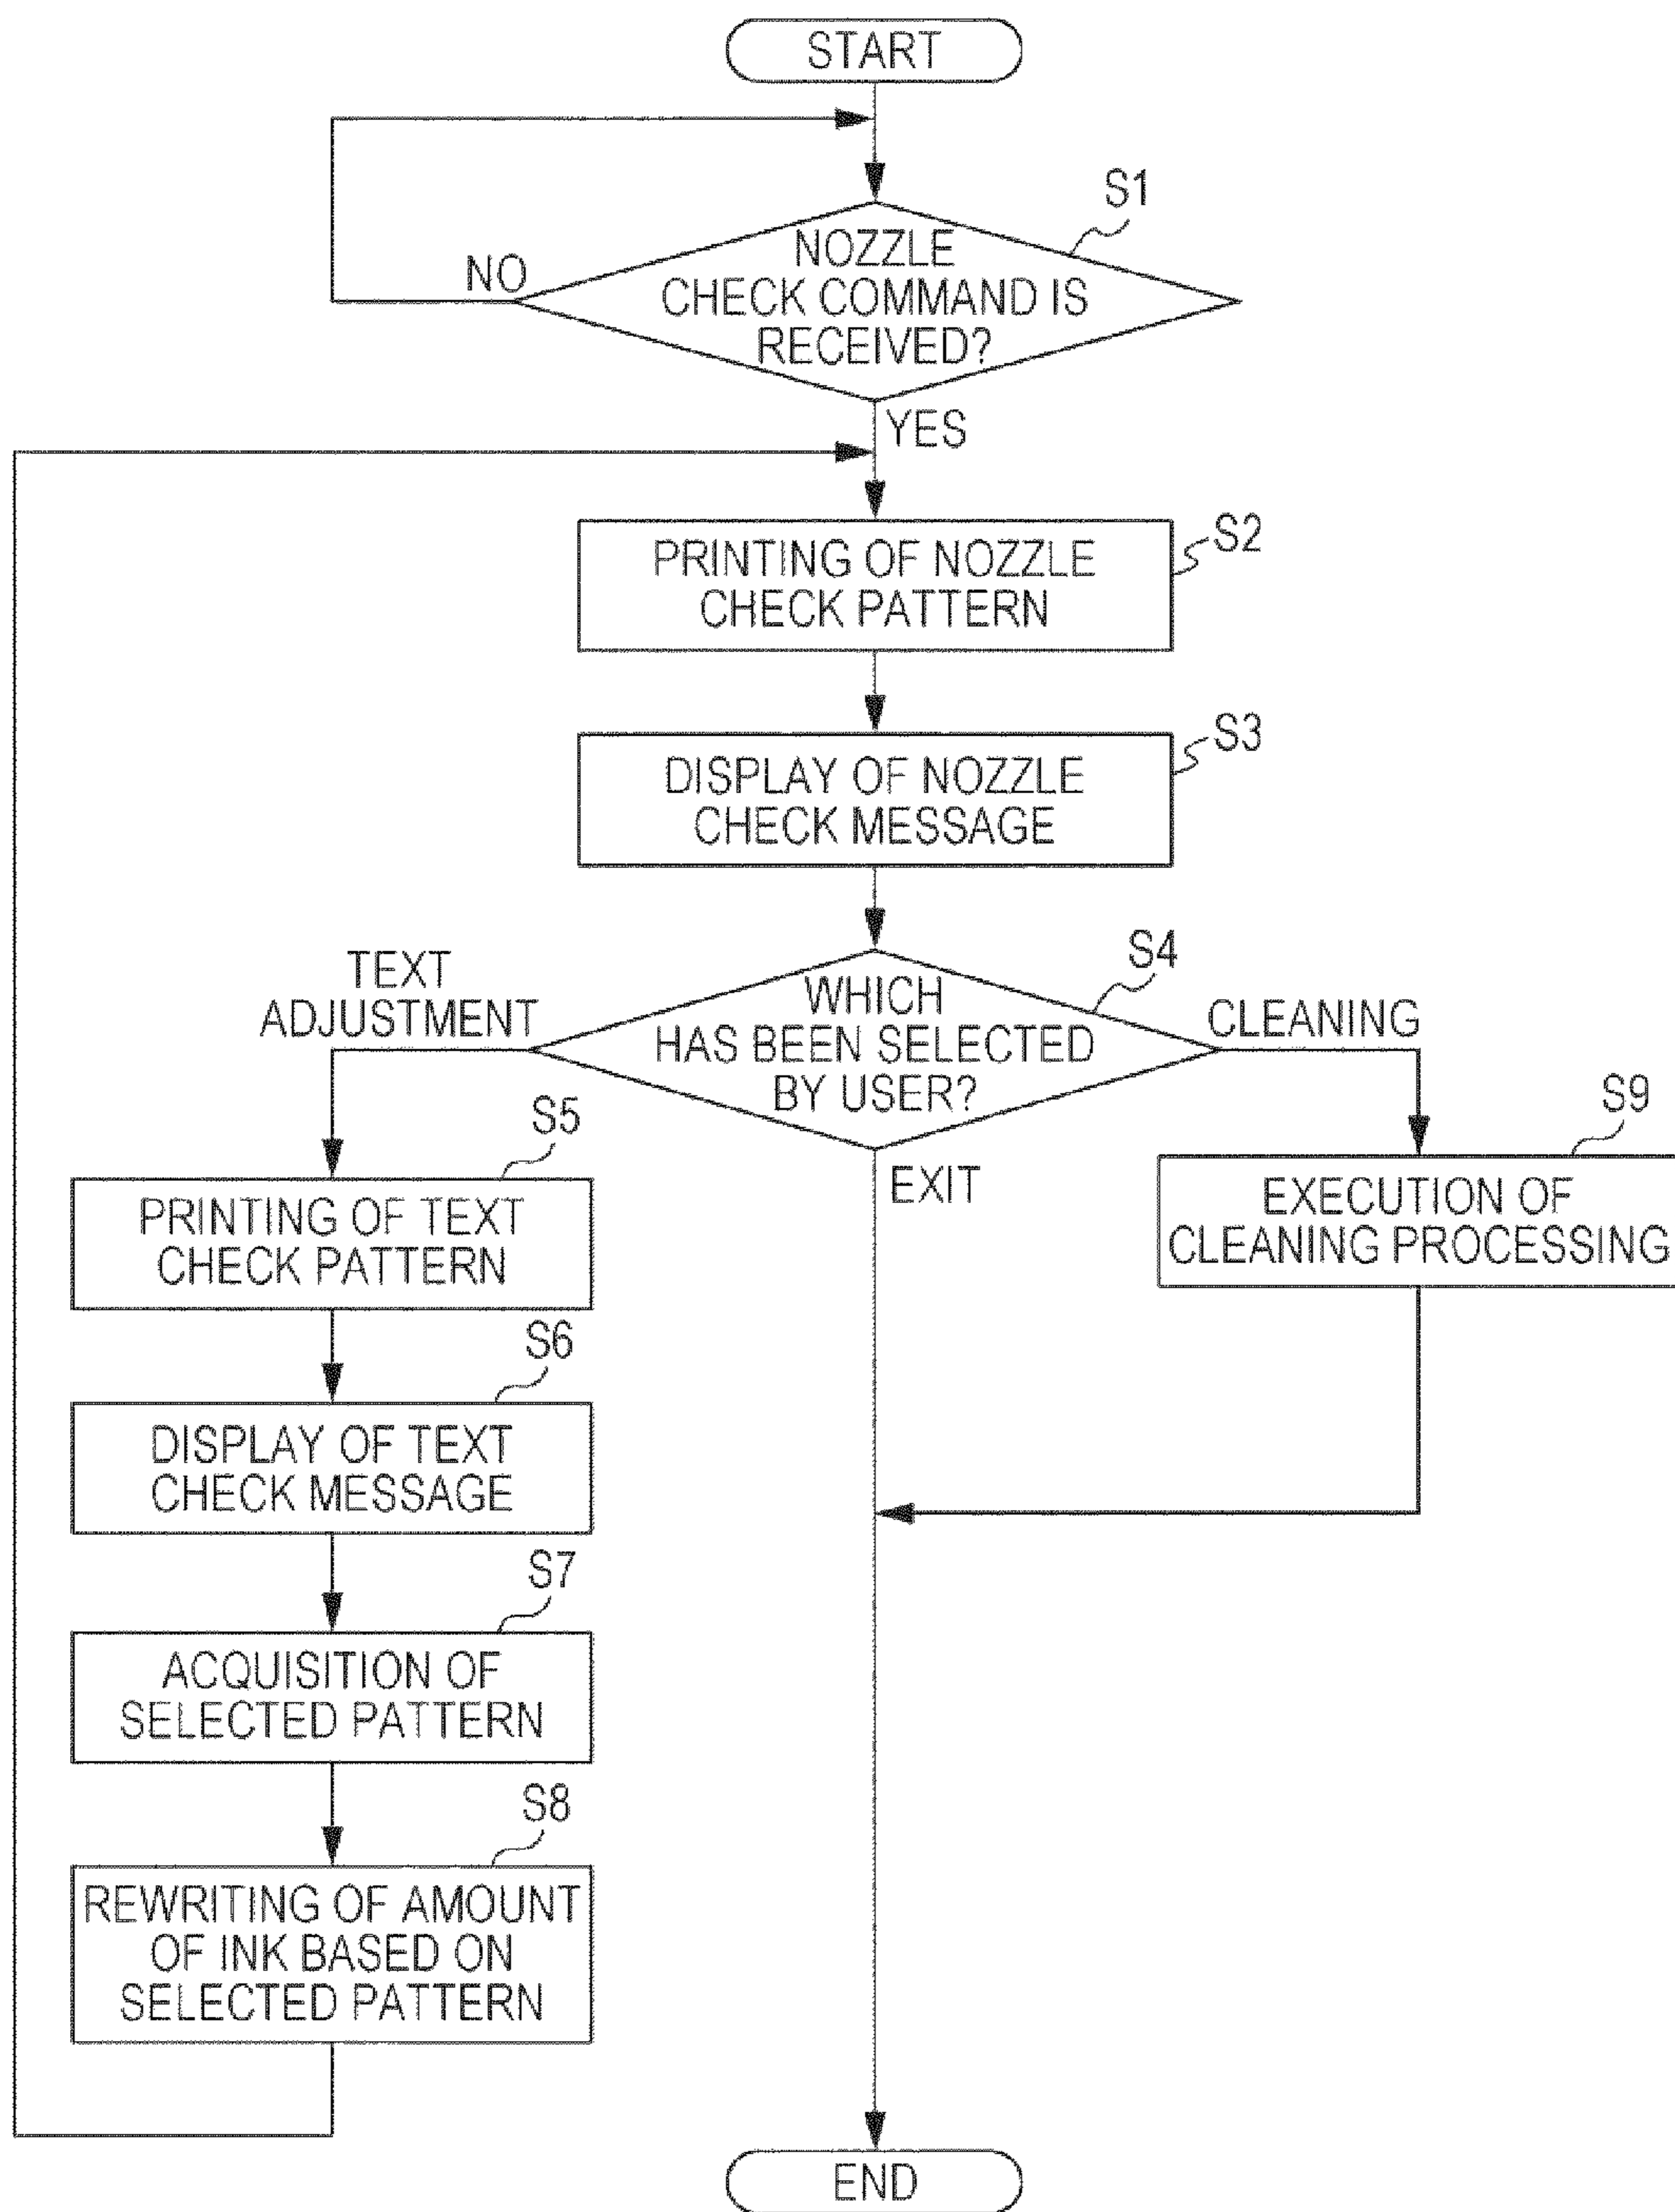 START
S1
NOZZLE
CHECK COMMAND IS
RECEIVED?
NO
YES
S2
PRINTING OF NOZZLE
CHECK PATTERN
S3
DISPLAY OF NOZZLE
CHECK MESSAGE
S4
WHICH
HAS BEEN SELECTED
BY USER?
TEXT
ADJUSTMENT
CLEANING
EXIT
S5
PRINTING OF TEXT
CHECK PATTERN
S9
EXECUTION OF
CLEANING PROCESSING
S6
DISPLAY OF TEXT
CHECK MESSAGE
S7
ACQUISITION OF
SELECTED PATTERN
S8
REWRITING OF AMOUNT
OF INK BASED ON
SELECTED PATTERN
END